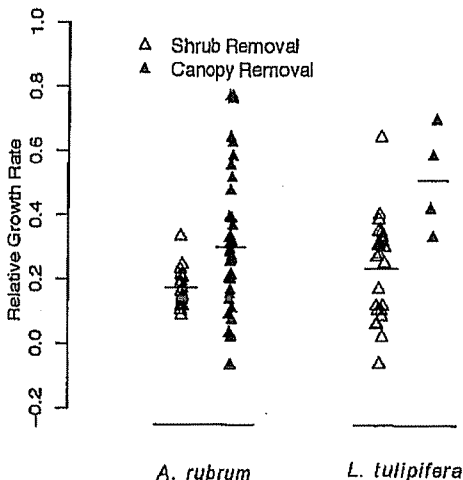 1.0
△ Shrub Removal
▲ Canopy Removal
0.8
0.6
0.4
0.2
0.0
−0.2
Relative Growth Rate
A. rubrum L. tulipifera